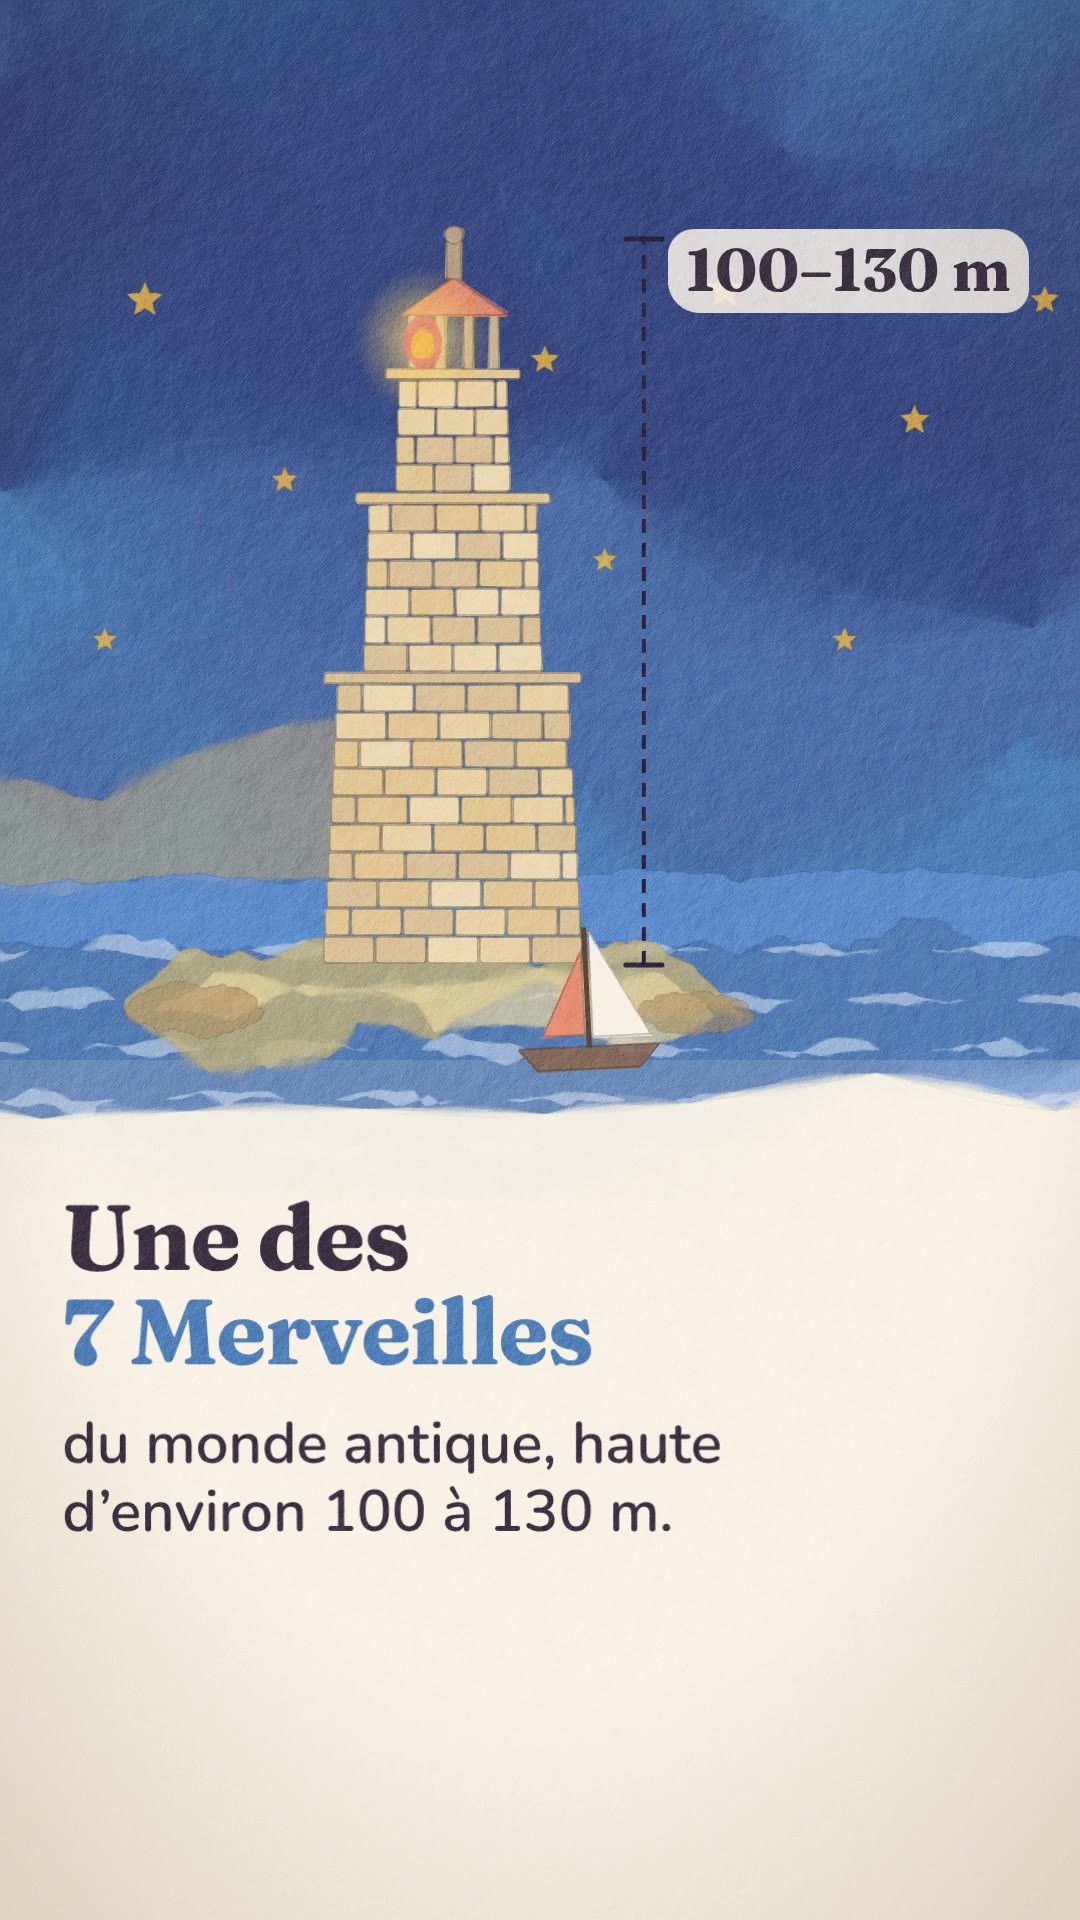 100–130 m
Une des
7 Merveilles
du monde antique, haute
d’environ 100 à 130 m.